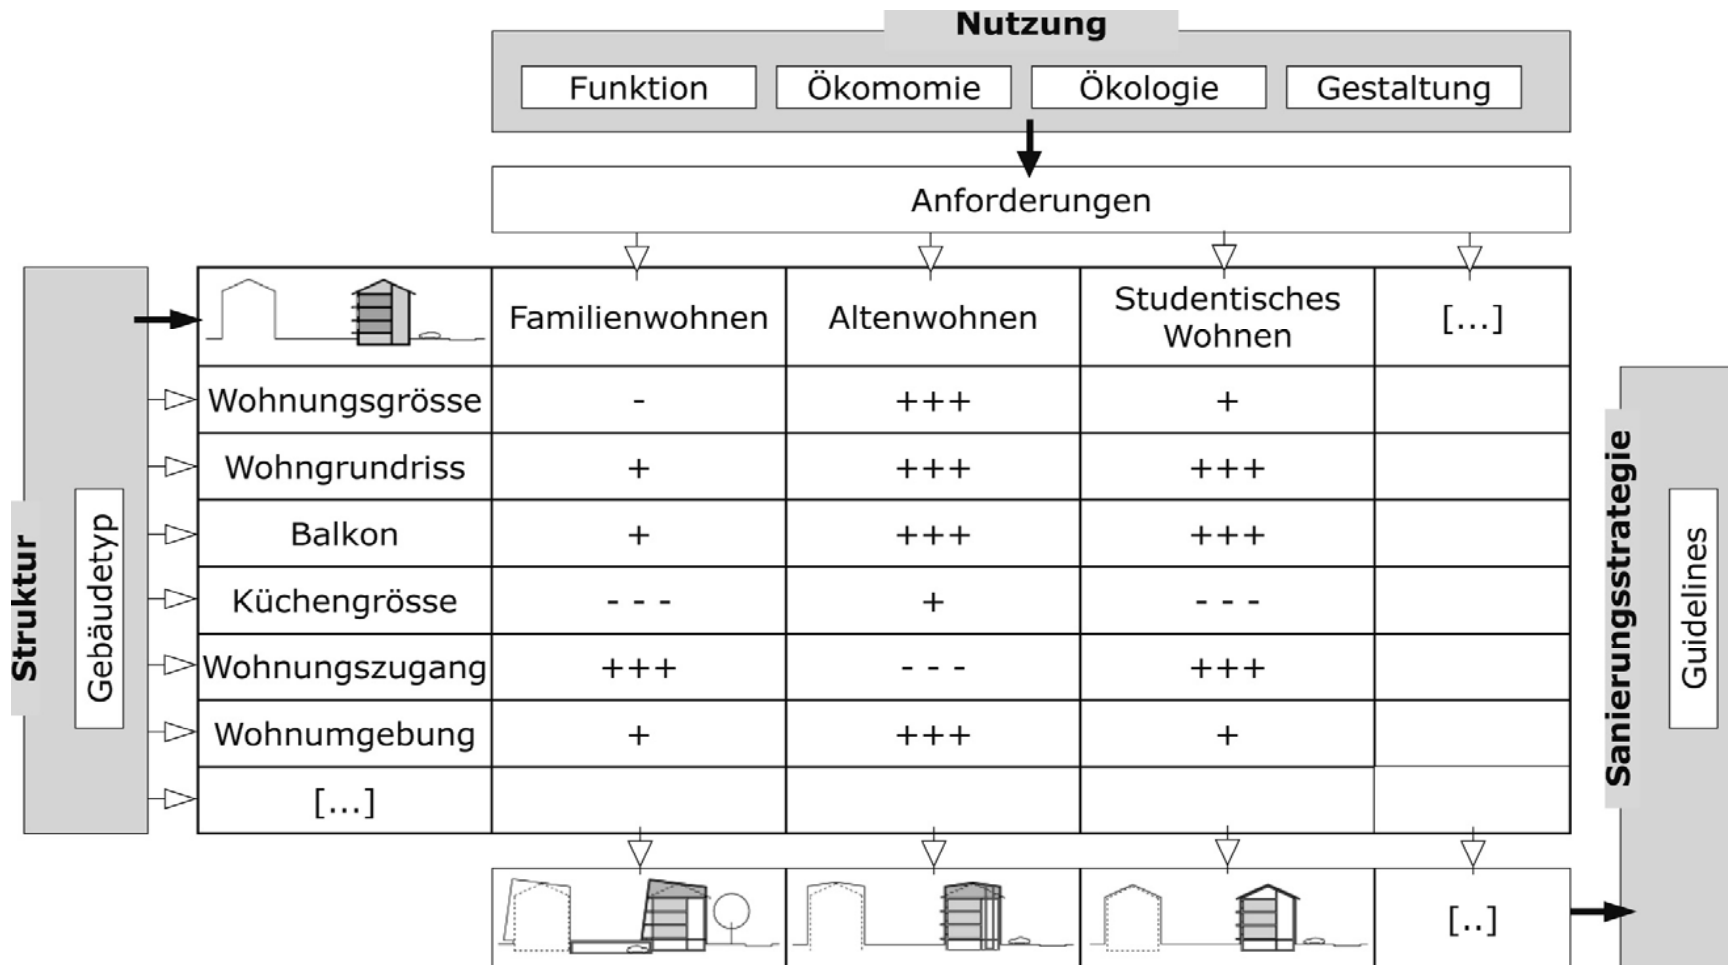 Nutzung
Funktion Ökomomie Ökologie Gestaltung
Anforderungen
Familienwohnen Altenwohnen Studentisches Wohnen [...]
Wohnungsgrösse - +++ +
Wohngrundriss + +++ +++
Balkon + +++ +++
Küchengrösse - - - + - - -
Wohnungszugang +++ - - - +++
Wohnumgebung + +++ +
[...]
[..]
Struktur
Gebäudetyp
Sanierungsstrategie
Guidelines